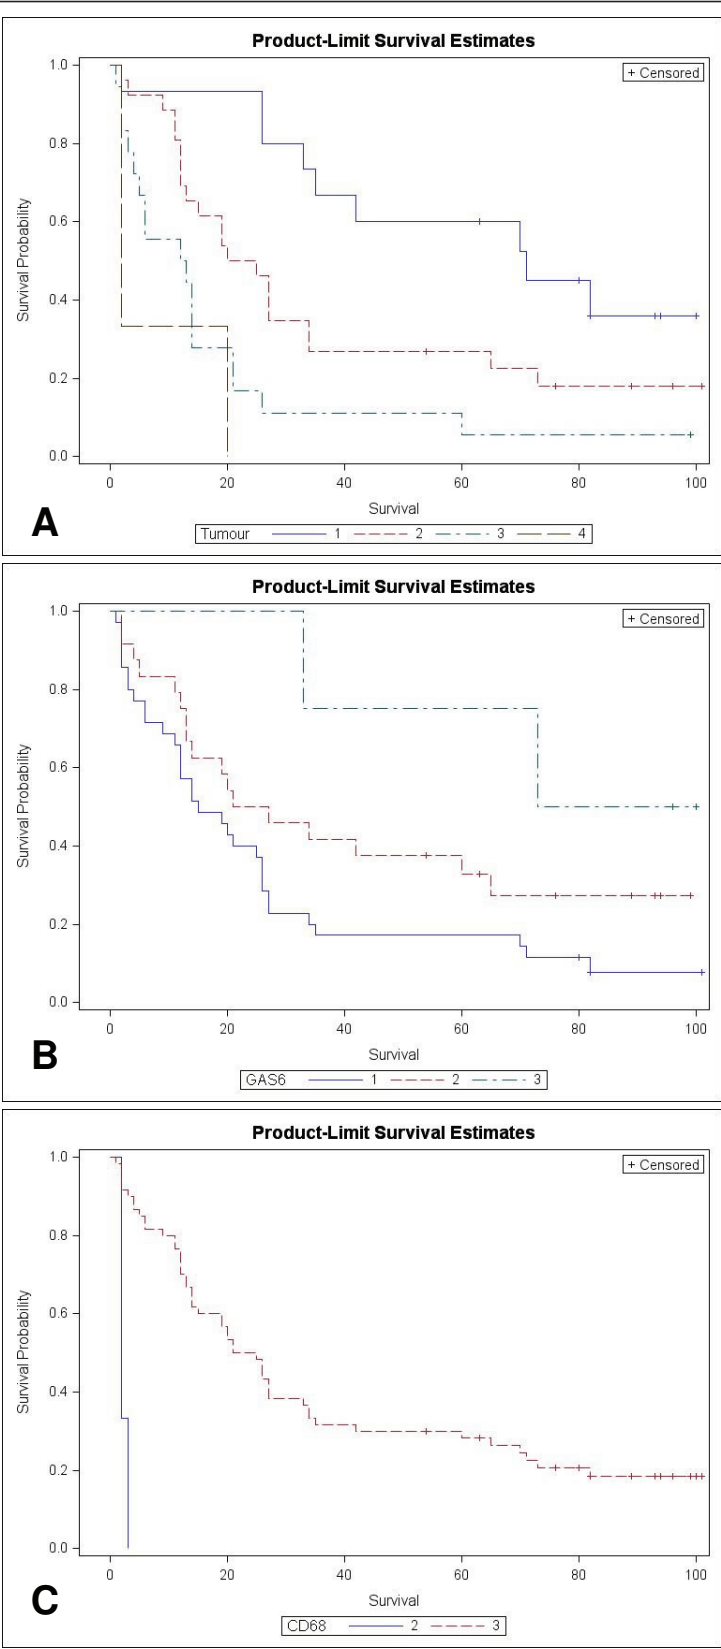 Product-Limit Survival Estimates
+ Censored
1.0
0.8
0.6
0.4
0.2
0.0
Survival Probability
0 20 40 60 80 100
Survival
A
Tumour 1 2 3 4
Product-Limit Survival Estimates
+ Censored
1.0
0.8
0.6
0.4
0.2
0.0
Survival Probability
0 20 40 60 80 100
Survival
B
GAS6 1 2 3
Product-Limit Survival Estimates
+ Censored
1.0
0.8
0.6
0.4
0.2
0.0
Survival Probability
0 20 40 60 80 100
Survival
C
CD68 2 3